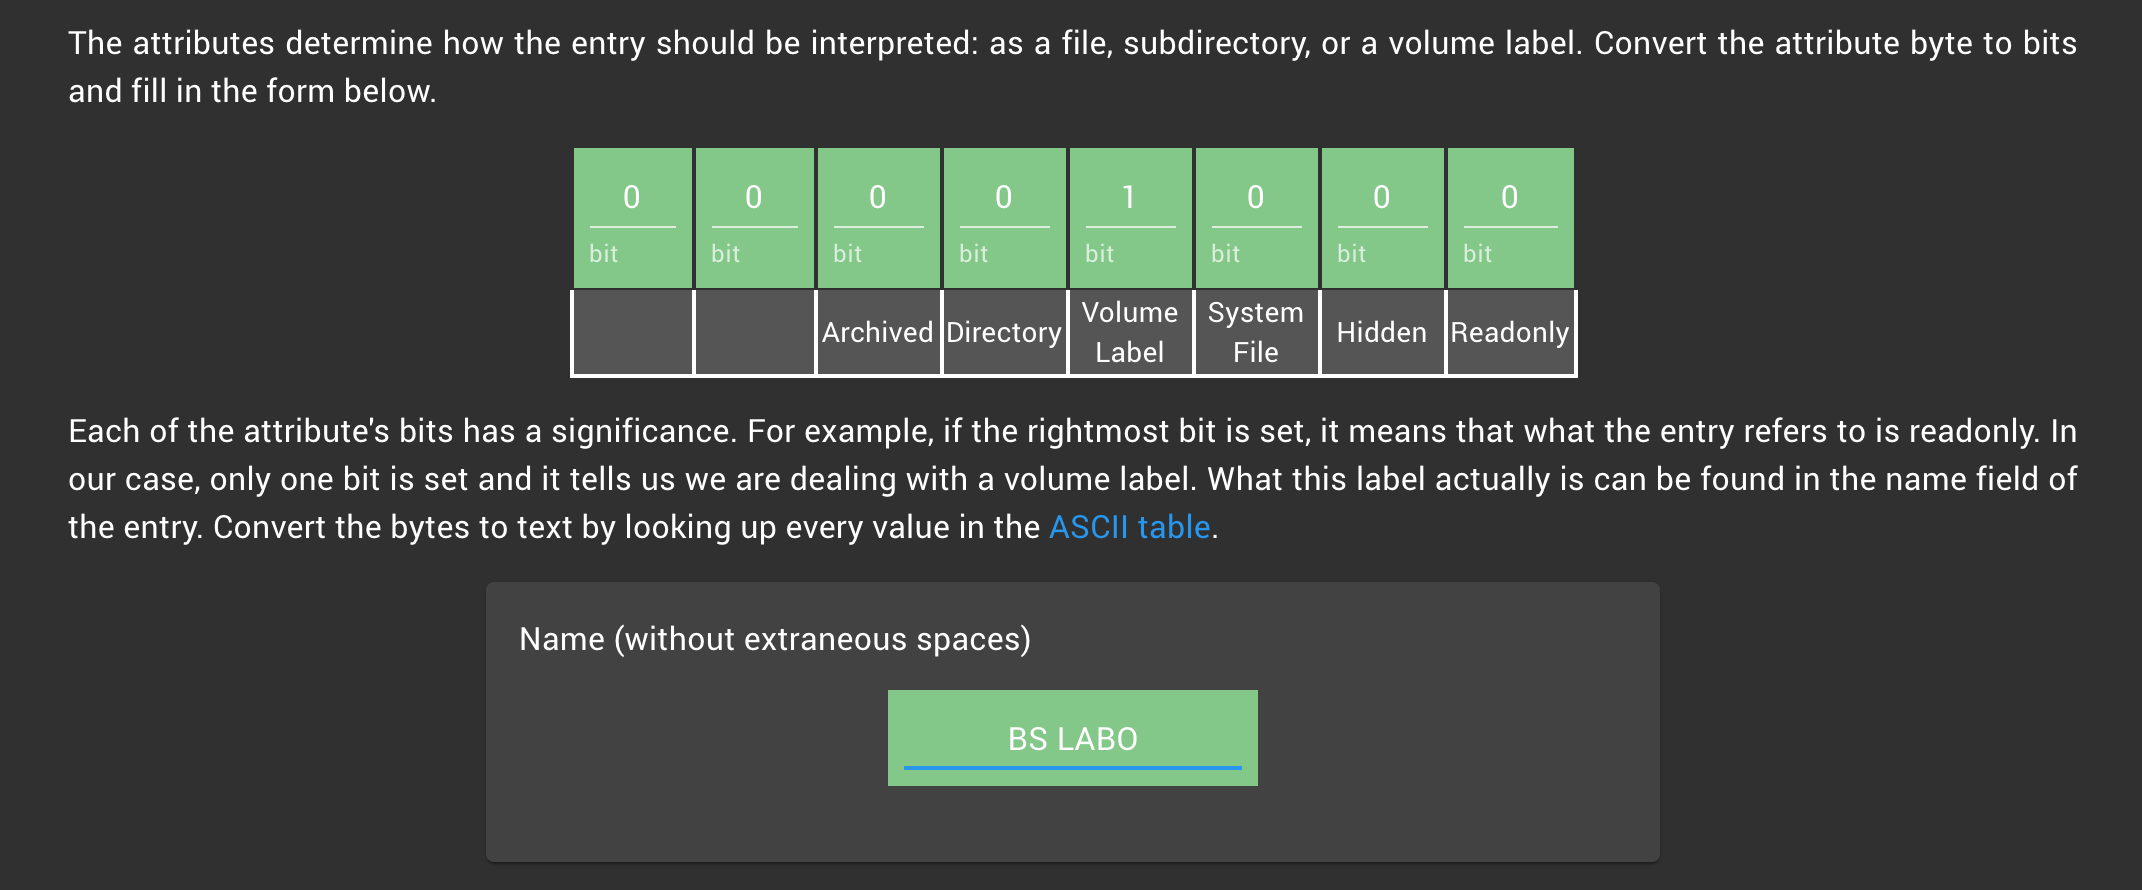 The attributes determine how the entry should be interpreted: as a file, subdirectory, or a volume label. Convert the attribute byte to bits
and fill in the form below.
0 0 0 0 1 0 0 0
bit bit bit bit bit bit bit bit
Archived Directory Volume Label System File Hidden Readonly
Each of the attribute's bits has a significance. For example, if the rightmost bit is set, it means that what the entry refers to is readonly. In
our case, only one bit is set and it tells us we are dealing with a volume label. What this label actually is can be found in the name field of
the entry. Convert the bytes to text by looking up every value in the ASCII table.
Name (without extraneous spaces)
BS LABO